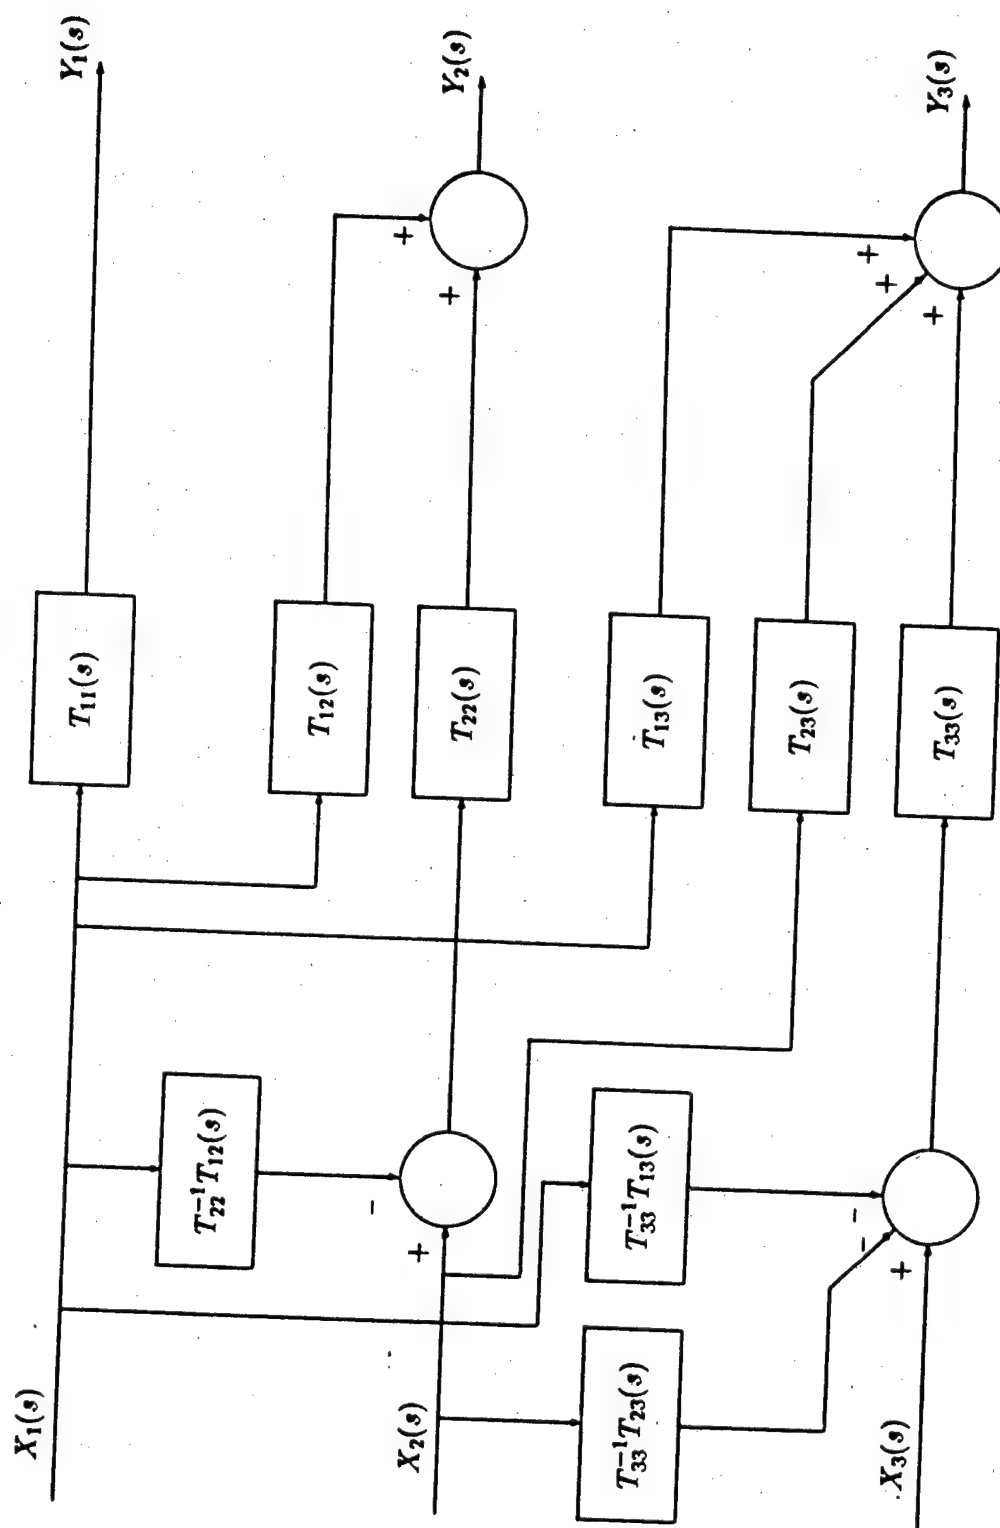 X₁(s)
T₂₂⁻¹T₁₂(s)
T₁₁(s)
Y₁(s)
X₂(s)
+
−
T₁₂(s)
T₂₂(s)
+
+
Y₂(s)
T₃₃⁻¹T₂₃(s)
T₃₃⁻¹T₁₃(s)
T₁₃(s)
T₂₃(s)
X₃(s)
+
−
−
T₃₃(s)
+
+
+
Y₃(s)